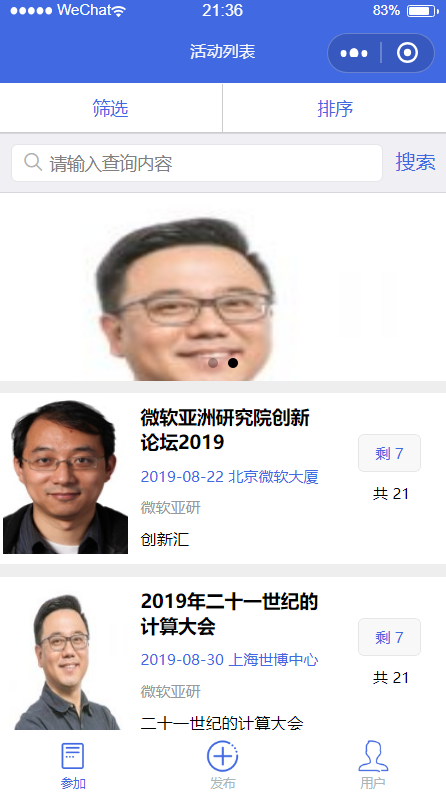 WeChat 21:36 83%
活动列表
筛选 排序
请输入查询内容 搜索
微软亚洲研究院创新
论坛2019
剩 7
2019-08-22 北京微软大厦
共 21
微软亚研
创新汇
2019年二十一世纪的
计算大会
剩 7
2019-08-30 上海世博中心
共 21
微软亚研
二十一世纪的计算大会
参加 发布 用户